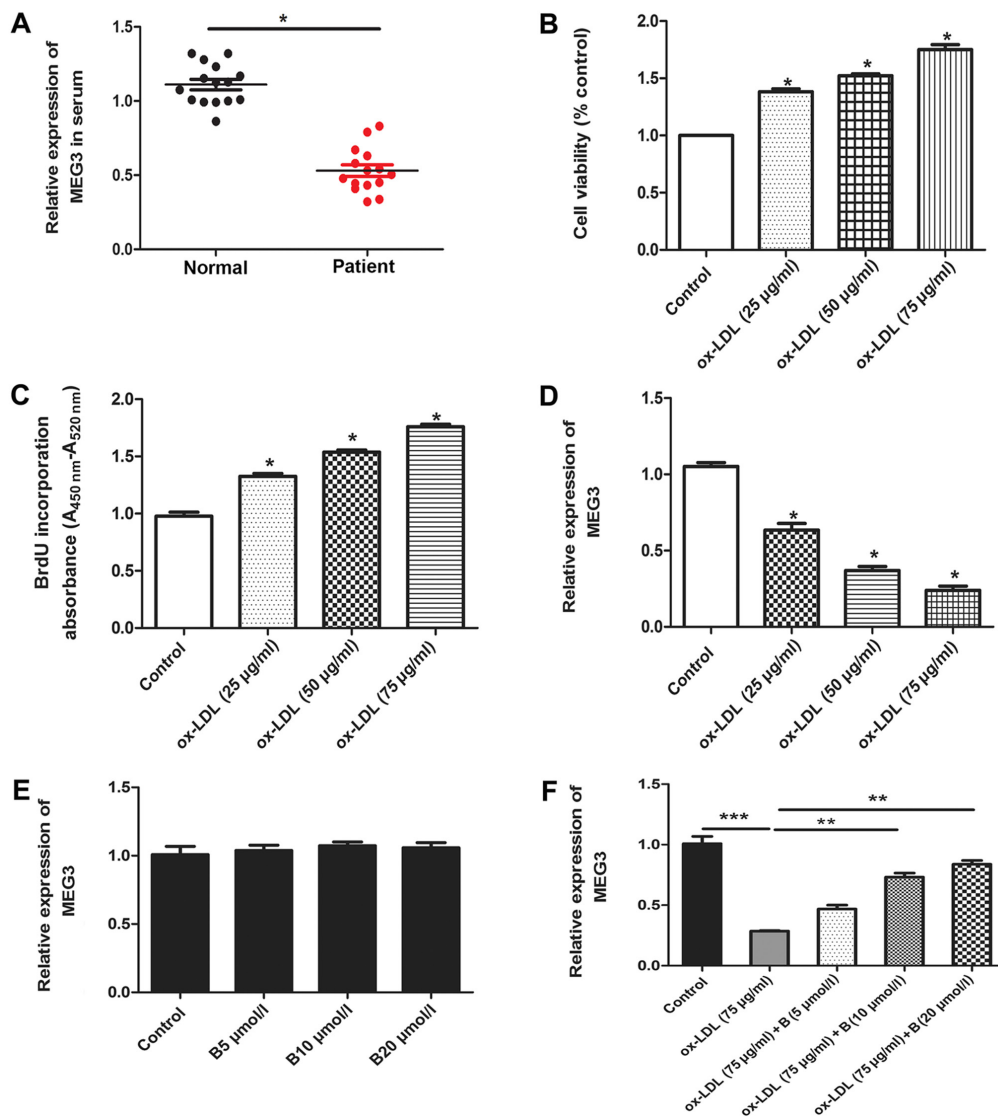 A
Relative expression of
MEG3 in serum
1.5
1.0
0.5
0.0
*
Normal
Patient
B
Cell viability (% control)
2.0
1.5
1.0
0.5
0.0
*
*
*
Control
ox-LDL (25 µg/ml)
ox-LDL (50 µg/ml)
ox-LDL (75 µg/ml)
C
BrdU incorporation
absorbance (A450 nm-A520 nm)
2.0
1.5
1.0
0.5
0.0
*
*
*
Control
ox-LDL (25 µg/ml)
ox-LDL (50 µg/ml)
ox-LDL (75 µg/ml)
D
Relative expression of
MEG3
1.5
1.0
0.5
0.0
*
*
*
Control
ox-LDL (25 µg/ml)
ox-LDL (50 µg/ml)
ox-LDL (75 µg/ml)
E
Relative expression of
MEG3
1.5
1.0
0.5
0.0
Control
B5 µmol/l
B10 µmol/l
B20 µmol/l
F
Relative expression of
MEG3
1.5
1.0
0.5
0.0
***
**
**
Control
ox-LDL (75 µg/ml)
ox-LDL (75 µg/ml) + B (5 µmol/l)
ox-LDL (75 µg/ml) + B (10 µmol/l)
ox-LDL (75 µg/ml)+ B (20 µmol/l)